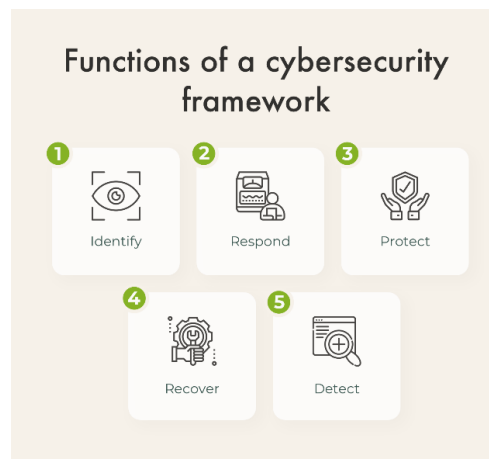 Functions of a cybersecurity
framework
1
Identify
2
Respond
3
Protect
4
Recover
5
Detect